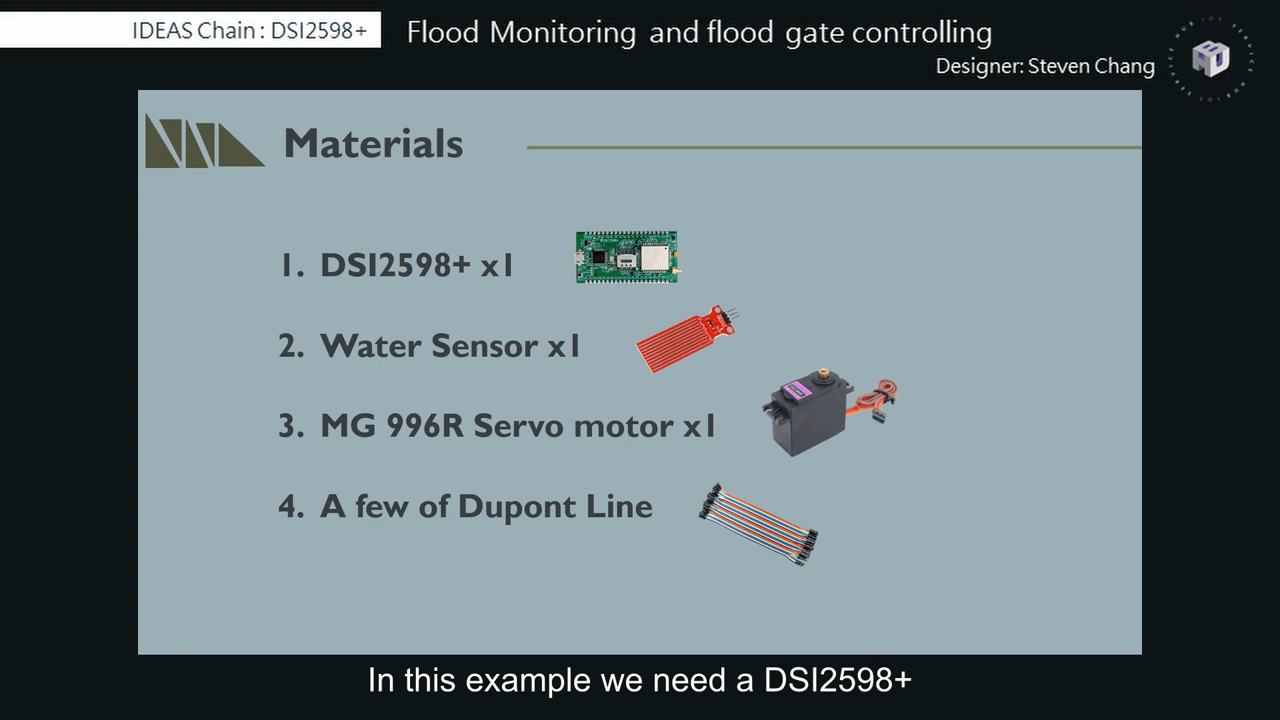 IDEAS Chain : DSI2598+
Flood Monitoring and flood gate controlling
Designer: Steven Chang
Materials
1. DSI2598+ x1
2. Water Sensor x1
3. MG 996R Servo motor x1
4. A few of Dupont Line
In this example we need a DSI2598+